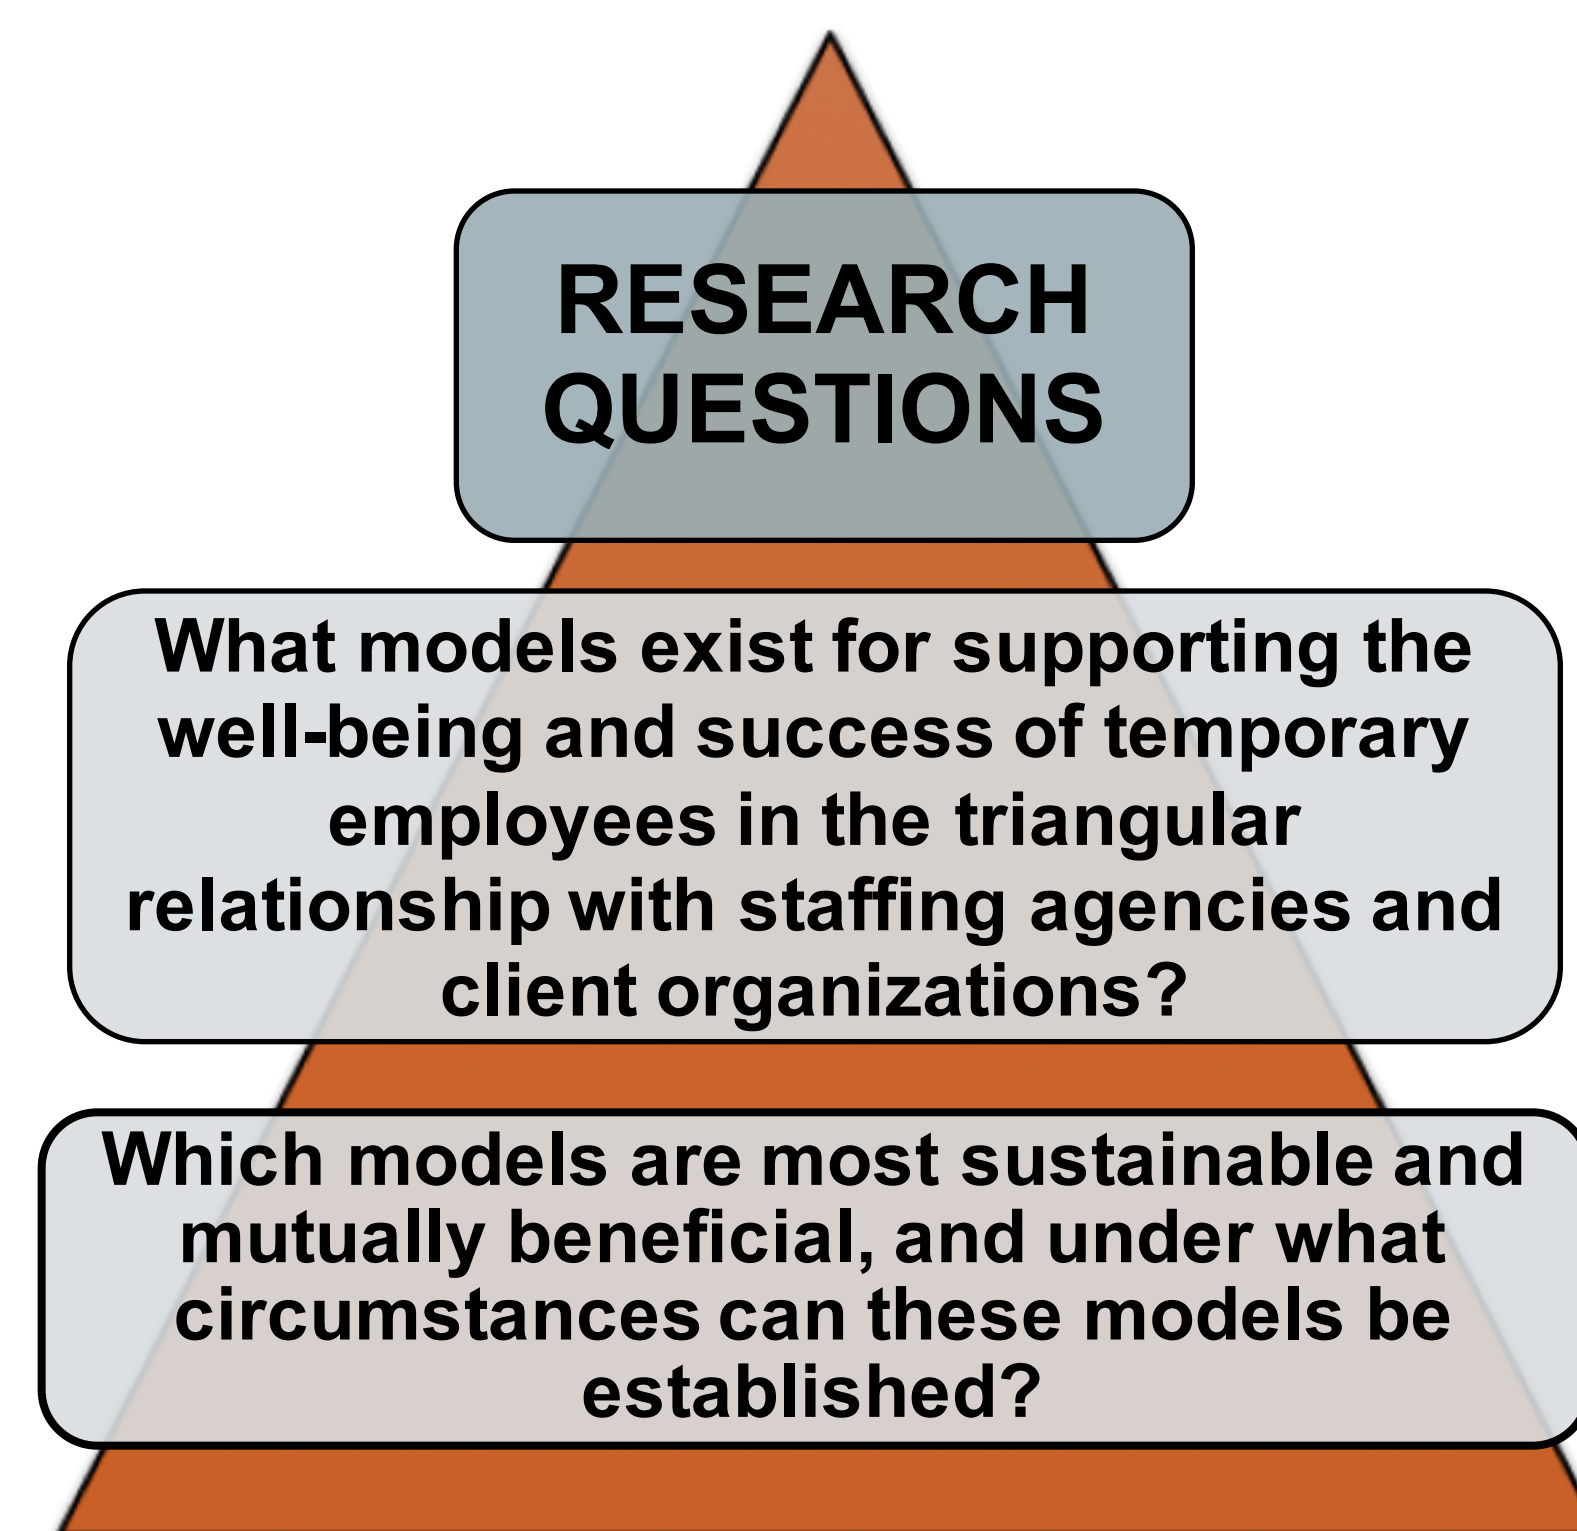 RESEARCH
QUESTIONS
What models exist for supporting the
well-being and success of temporary
employees in the triangular
relationship with staffing agencies and
client organizations?
Which models are most sustainable and
mutually beneficial, and under what
circumstances can these models be
established?